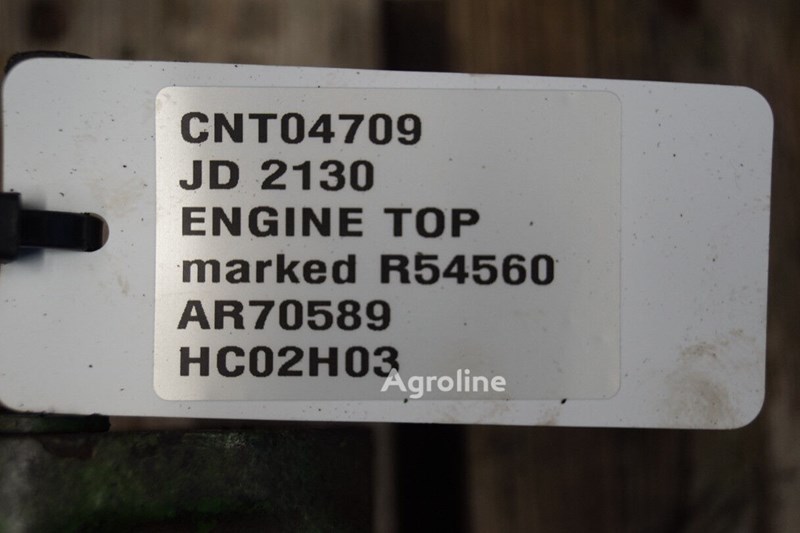 CNT04709
JD 2130
ENGINE TOP
marked R54560
AR70589
HC02H03
Agroline